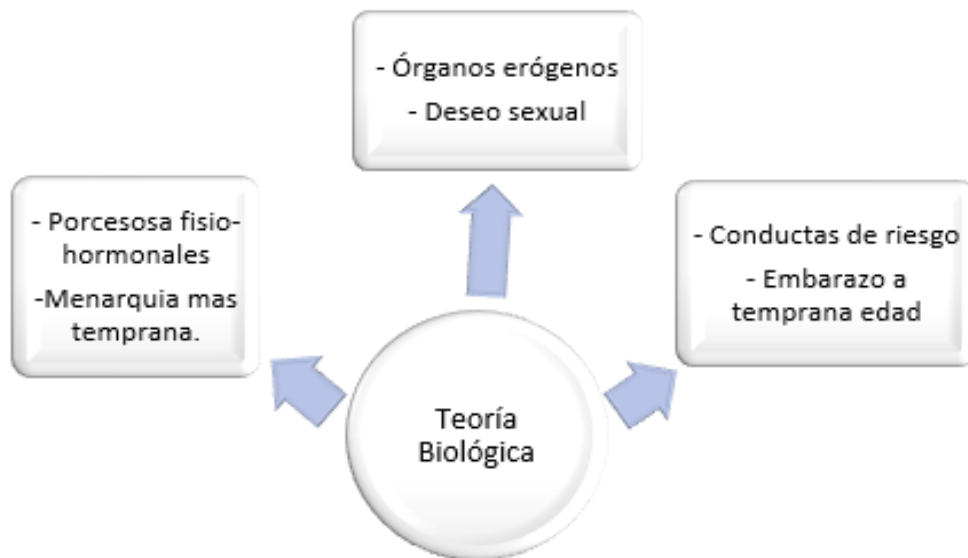 - Órganos erógenos
- Deseo sexual
- Porcesosa fisio-
hormonales
-Menarquia mas
temprana.
- Conductas de riesgo
- Embarazo a
temprana edad
Teoría
Biológica